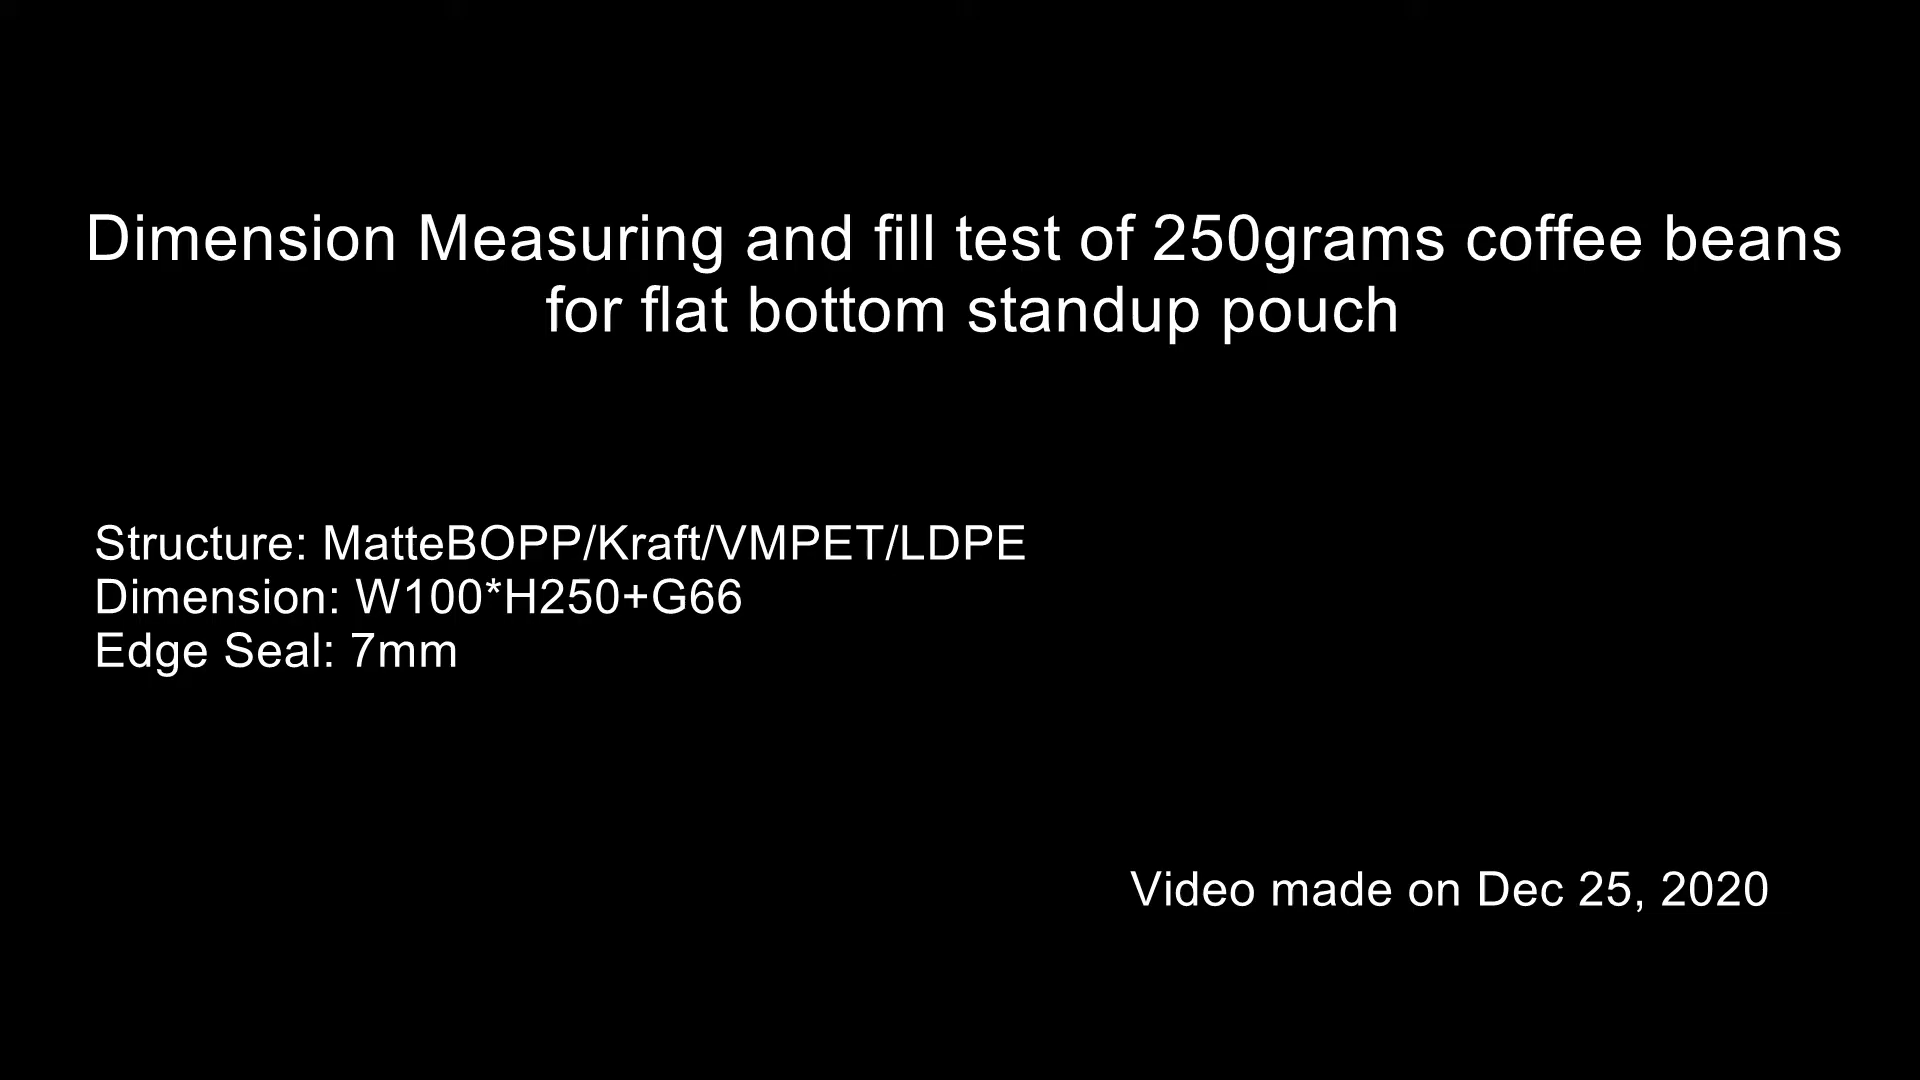 Dimension Measuring and fill test of 250grams coffee beans
for flat bottom standup pouch
Structure: MatteBOPP/Kraft/VMPET/LDPE
Dimension: W100*H250+G66
Edge Seal: 7mm
Video made on Dec 25, 2020